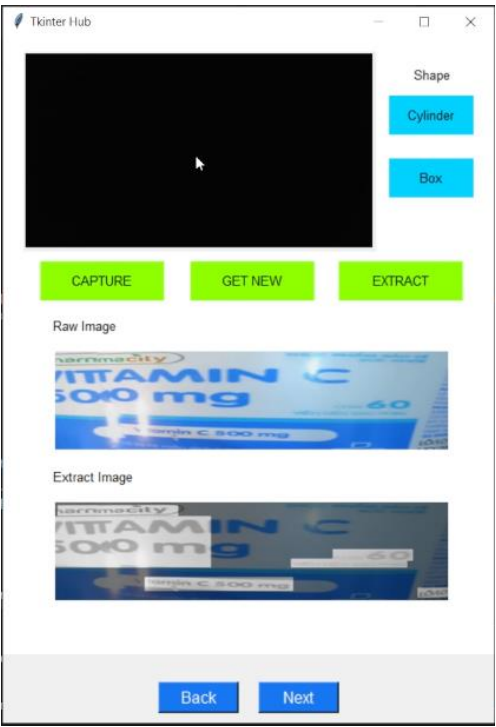 Tkinter Hub
Shape
Cylinder
Box
CAPTURE
GET NEW
EXTRACT
Raw Image
harmacity
VITAMIN C
500 mg
60
Vitamin C 500 mg
Extract Image
harmacity
VITAMIN C
500 mg
60
Vitamin C 500 mg
Back
Next